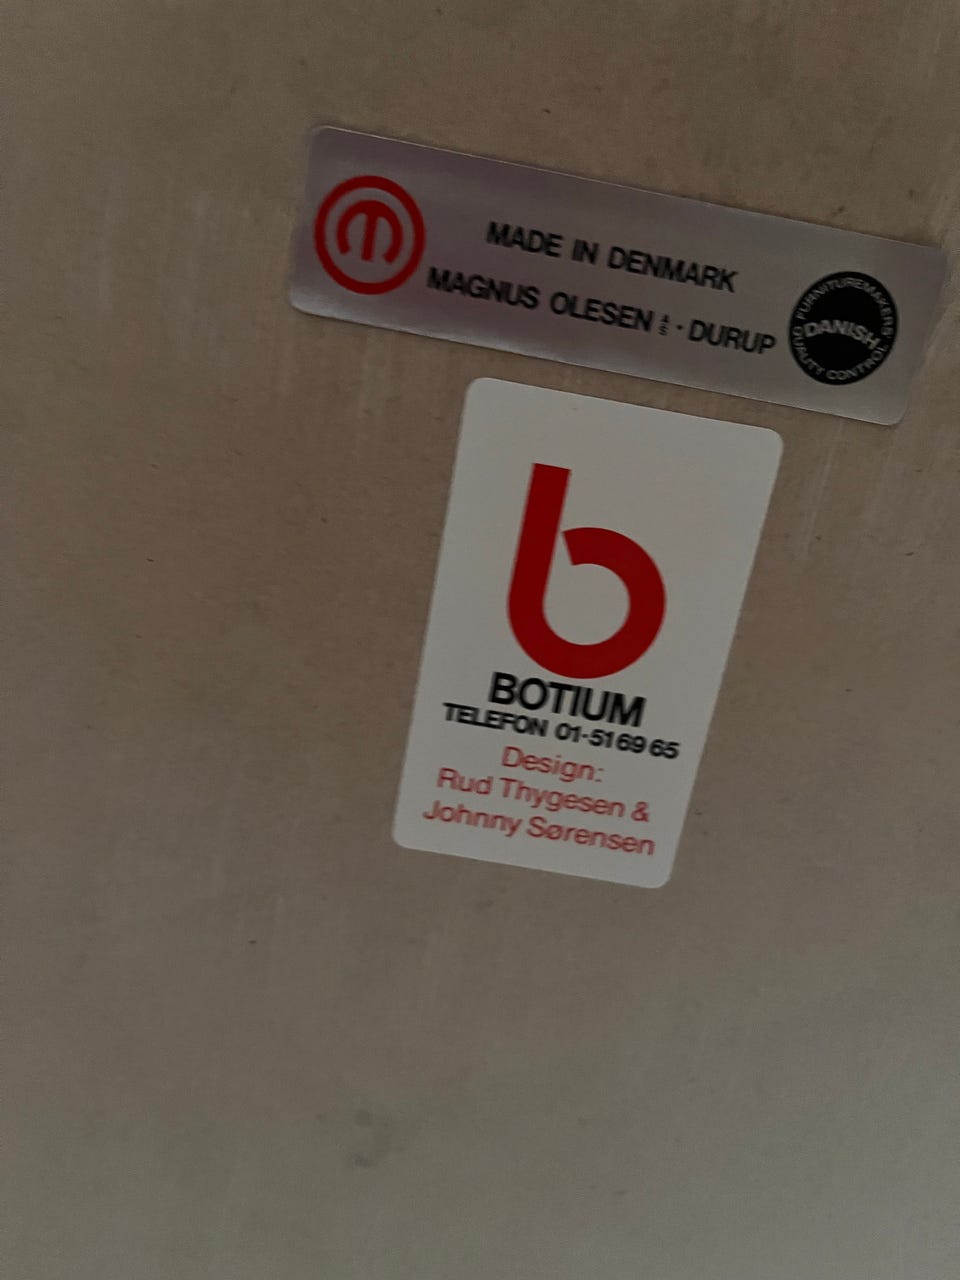 m
MADE IN DENMARK
MAGNUS OLESEN A/S · DURUP
FURNITUREMAKERS
DANISH
QUALITY CONTROL
b
BOTIUM
TELEFON 01-51 69 65
Design:
Rud Thygesen &
Johnny Sørensen